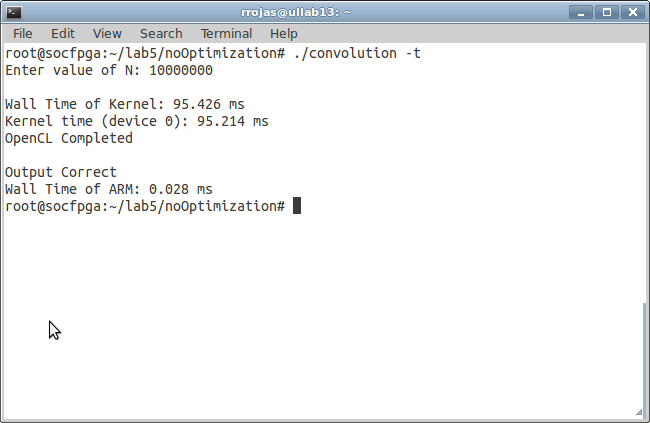 rrojas@ullab13: ~
File Edit View Search Terminal Help
root@socfpga:~/lab5/noOptimization# ./convolution -t
Enter value of N: 10000000
Wall Time of Kernel: 95.426 ms
Kernel time (device 0): 95.214 ms
OpenCL Completed
Output Correct
Wall Time of ARM: 0.028 ms
root@socfpga:~/lab5/noOptimization#